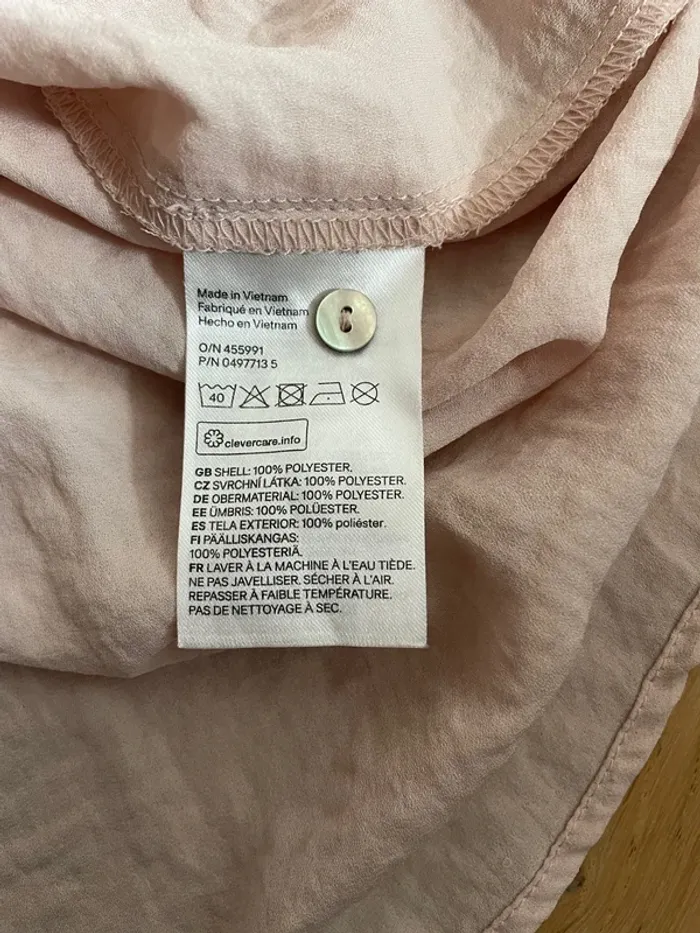 Made in Vietnam
Fabriqué en Vietnam
Hecho en Vietnam
O/N 455991
P/N 0497713 5
40
clevercare.info
GB SHELL: 100% POLYESTER.
CZ SVRCHNÍ LÁTKA: 100% POLYESTER.
DE OBERMATERIAL: 100% POLYESTER.
EE ÜMBRIS: 100% POLÜESTER.
ES TELA EXTERIOR: 100% poliéster.
FI PÄÄLLISKANGAS:
100% POLYESTERIÄ.
FR LAVER À LA MACHINE À L'EAU TIÈDE.
NE PAS JAVELLISER. SÉCHER À L'AIR.
REPASSER À FAIBLE TEMPÉRATURE.
PAS DE NETTOYAGE À SEC.